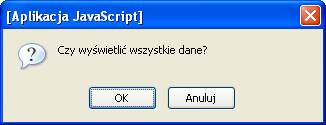 [Aplikacja JavaScript]
Czy wyświetlić wszystkie dane?
OK
Anuluj